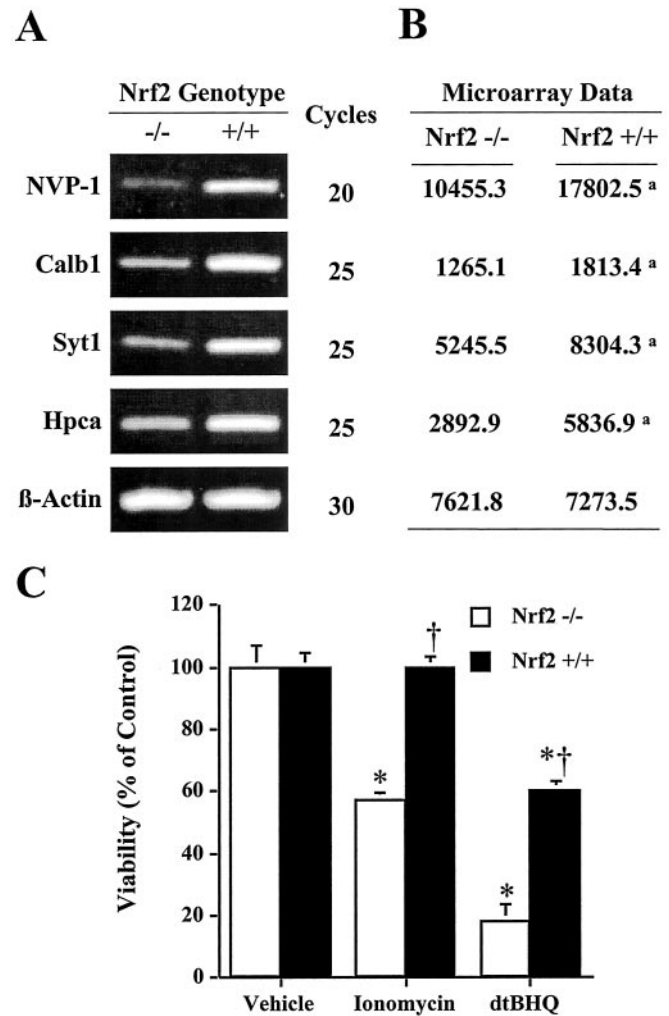 A
B
Nrf2 Genotype
Cycles
Microarray Data
-/-
+/+
Nrf2 -/-
Nrf2 +/+
NVP-1
20
10455.3
17802.5 a
Calb1
25
1265.1
1813.4 a
Syt1
25
5245.5
8304.3 a
Hpca
25
2892.9
5836.9 a
ß-Actin
30
7621.8
7273.5
C
Viability (% of Control)
120
100
80
60
40
20
0
Nrf2 -/-
Nrf2 +/+
†
*
*†
*
Vehicle
Ionomycin
dtBHQ